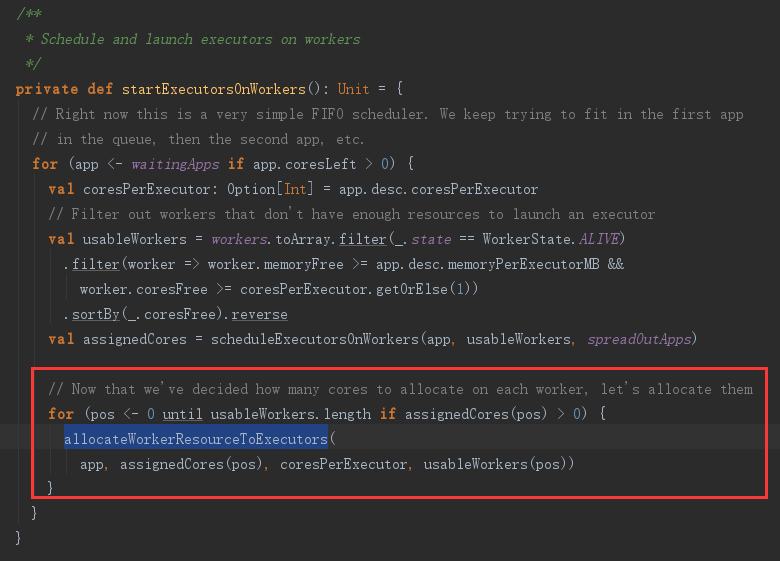 /**
 * Schedule and launch executors on workers
 */
private def startExecutorsOnWorkers(): Unit = {
  // Right now this is a very simple FIFO scheduler. We keep trying to fit in the first app
  // in the queue, then the second app, etc.
  for (app <- waitingApps if app.coresLeft > 0) {
    val coresPerExecutor: Option[Int] = app.desc.coresPerExecutor
    // Filter out workers that don't have enough resources to launch an executor
    val usableWorkers = workers.toArray.filter(_.state == WorkerState.ALIVE)
      .filter(worker => worker.memoryFree >= app.desc.memoryPerExecutorMB &&
        worker.coresFree >= coresPerExecutor.getOrElse(1))
      .sortBy(_.coresFree).reverse
    val assignedCores = scheduleExecutorsOnWorkers(app, usableWorkers, spreadOutApps)
    // Now that we've decided how many cores to allocate on each worker, let's allocate them
    for (pos <- 0 until usableWorkers.length if assignedCores(pos) > 0) {
      allocateWorkerResourceToExecutors(
        app, assignedCores(pos), coresPerExecutor, usableWorkers(pos))
    }
  }
}